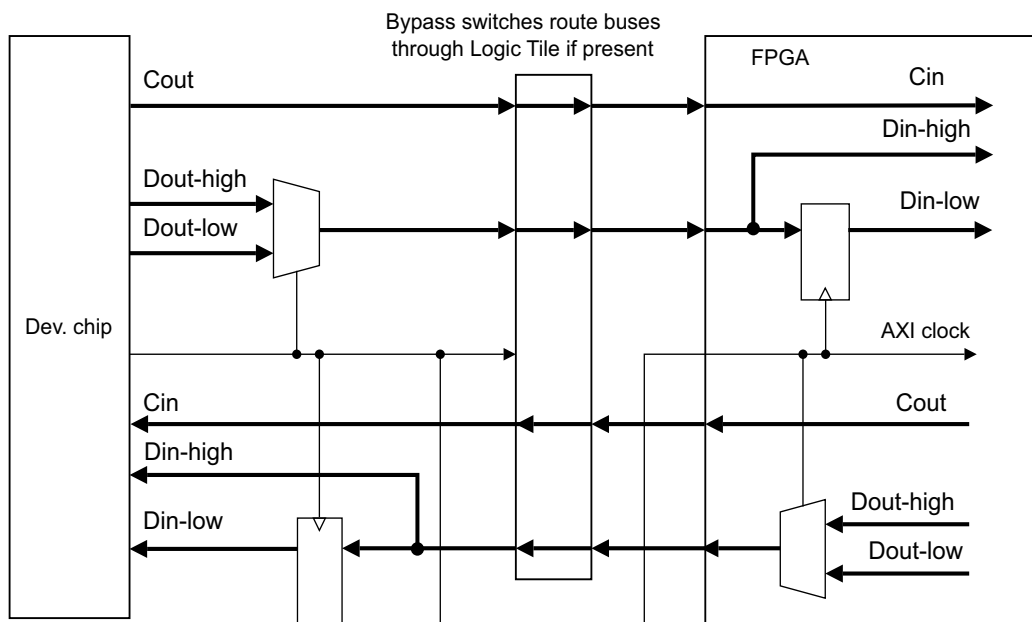 Bypass switches route buses
through Logic Tile if present
FPGA
Cout
Cin
Din-high
Dout-high
Din-low
Dout-low
Dev. chip
AXI clock
Cin
Cout
Din-high
Dout-high
Din-low
Dout-low